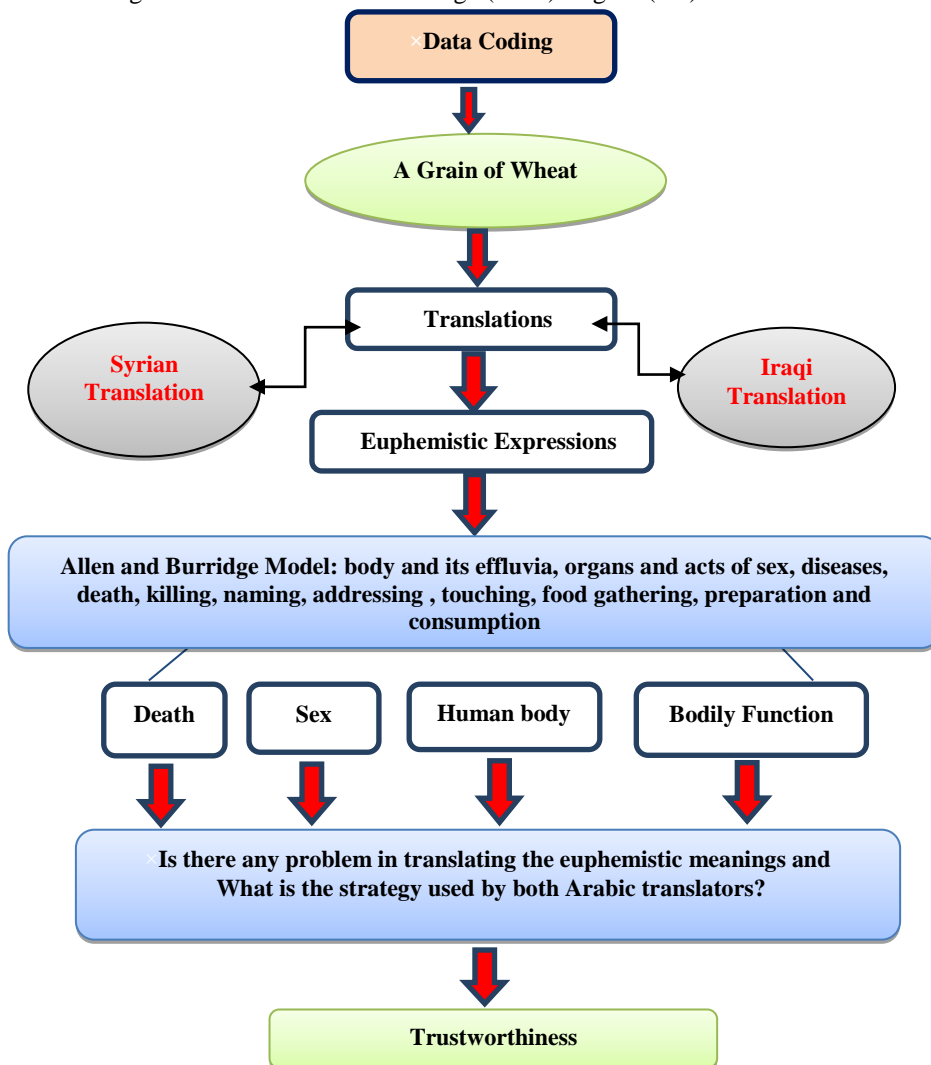 ×Data Coding
A Grain of Wheat
Translations
Syrian
Translation
Iraqi
Translation
Euphemistic Expressions
Allen and Burridge Model: body and its effluvia, organs and acts of sex, diseases,
death, killing, naming, addressing , touching, food gathering, preparation and
consumption
Death
Sex
Human body
Bodily Function
×Is there any problem in translating the euphemistic meanings and
What is the strategy used by both Arabic translators?
Trustworthiness